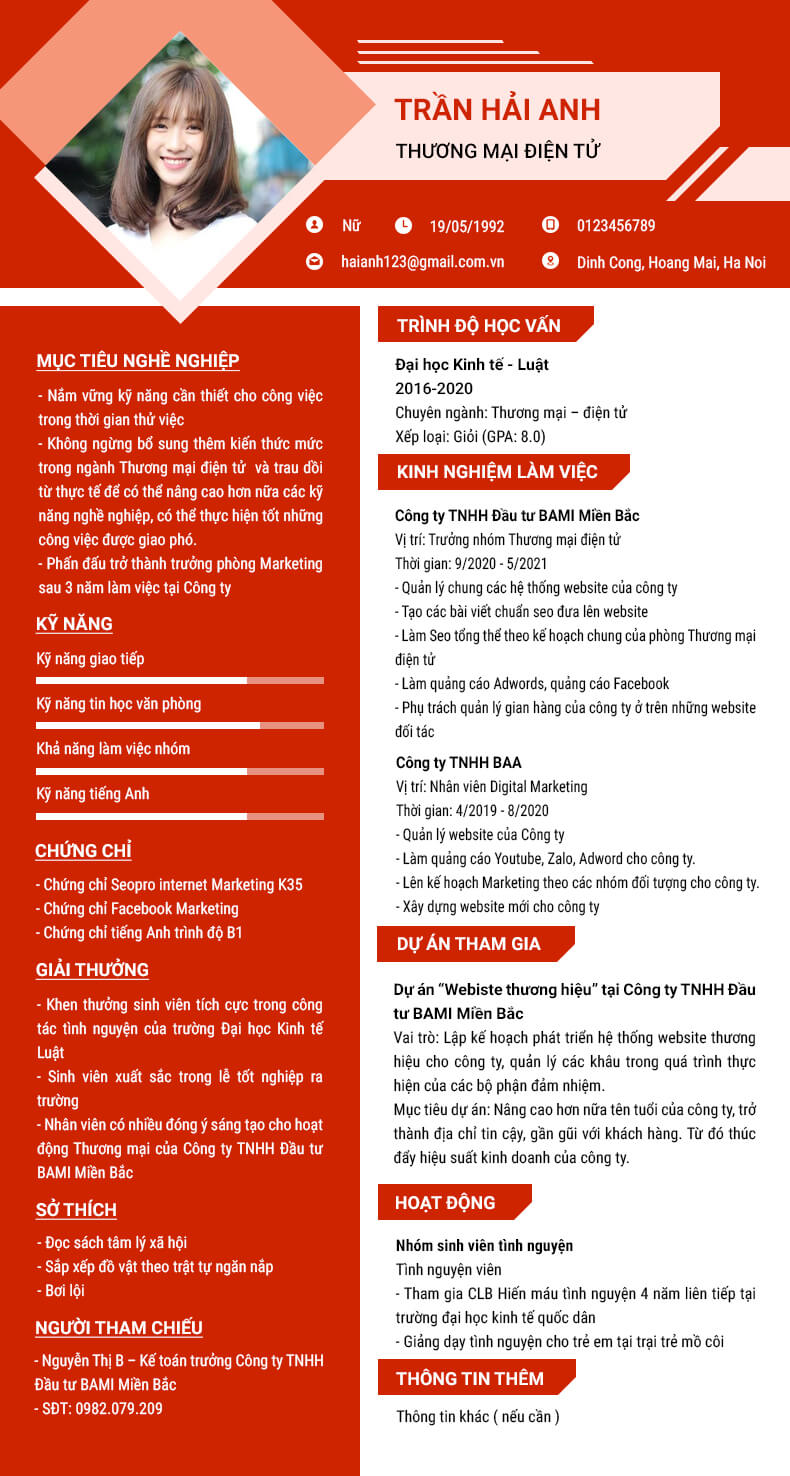 TRẦN HẢI ANH
THƯƠNG MẠI ĐIỆN TỬ
Nữ
19/05/1992
0123456789
haianh123@gmail.com.vn
Dinh Cong, Hoang Mai, Ha Noi
MỤC TIÊU NGHỀ NGHIỆP
- Nắm vững kỹ năng cần thiết cho công việc
trong thời gian thử việc
- Không ngừng bổ sung thêm kiến thức mức
trong ngành Thương mại điện tử và trau dồi
từ thực tế để có thể nâng cao hơn nữa các kỹ
năng nghề nghiệp, có thể thực hiện tốt những
công việc được giao phó.
- Phấn đấu trở thành trưởng phòng Marketing
sau 3 năm làm việc tại Công ty
KỸ NĂNG
Kỹ năng giao tiếp
Kỹ năng tin học văn phòng
Khả năng làm việc nhóm
Kỹ năng tiếng Anh
CHỨNG CHỈ
- Chứng chỉ Seopro internet Marketing K35
- Chứng chỉ Facebook Marketing
- Chứng chỉ tiếng Anh trình độ B1
GIẢI THƯỞNG
- Khen thưởng sinh viên tích cực trong công
tác tình nguyện của trường Đại học Kinh tế
Luật
- Sinh viên xuất sắc trong lễ tốt nghiệp ra
trường
- Nhân viên có nhiều đóng ý sáng tạo cho hoạt
động Thương mại của Công ty TNHH Đầu tư
BAMI Miền Bắc
SỞ THÍCH
- Đọc sách tâm lý xã hội
- Sắp xếp đồ vật theo trật tự ngăn nắp
- Bơi lội
NGƯỜI THAM CHIẾU
- Nguyễn Thị B – Kế toán trưởng Công ty TNHH
Đầu tư BAMI Miền Bắc
- SĐT: 0982.079.209
TRÌNH ĐỘ HỌC VẤN
Đại học Kinh tế - Luật
2016-2020
Chuyên ngành: Thương mại – điện tử
Xếp loại: Giỏi (GPA: 8.0)
KINH NGHIỆM LÀM VIỆC
Công ty TNHH Đầu tư BAMI Miền Bắc
Vị trí: Trưởng nhóm Thương mại điện tử
Thời gian: 9/2020 - 5/2021
- Quản lý chung các hệ thống website của công ty
- Tạo các bài viết chuẩn seo đưa lên website
- Làm Seo tổng thể theo kế hoạch chung của phòng Thương mại
điện tử
- Làm quảng cáo Adwords, quảng cáo Facebook
- Phụ trách quản lý gian hàng của công ty ở trên những website
đối tác
Công ty TNHH BAA
Vị trí: Nhân viên Digital Marketing
Thời gian: 4/2019 - 8/2020
- Quản lý website của Công ty
- Làm quảng cáo Youtube, Zalo, Adword cho công ty.
- Lên kế hoạch Marketing theo các nhóm đối tượng cho công ty.
- Xây dựng website mới cho công ty
DỰ ÁN THAM GIA
Dự án “Webiste thương hiệu” tại Công ty TNHH Đầu
tư BAMI Miền Bắc
Vai trò: Lập kế hoạch phát triển hệ thống website thương
hiệu cho công ty, quản lý các khâu trong quá trình thực
hiện của các bộ phận đảm nhiệm.
Mục tiêu dự án: Nâng cao hơn nữa tên tuổi của công ty, trở
thành địa chỉ tin cậy, gần gũi với khách hàng. Từ đó thúc
đẩy hiệu suất kinh doanh của công ty.
HOẠT ĐỘNG
Nhóm sinh viên tình nguyện
Tình nguyện viên
- Tham gia CLB Hiến máu tình nguyện 4 năm liên tiếp tại
trường đại học kinh tế quốc dân
- Giảng dạy tình nguyện cho trẻ em tại trại trẻ mồ côi
THÔNG TIN THÊM
Thông tin khác ( nếu cần )